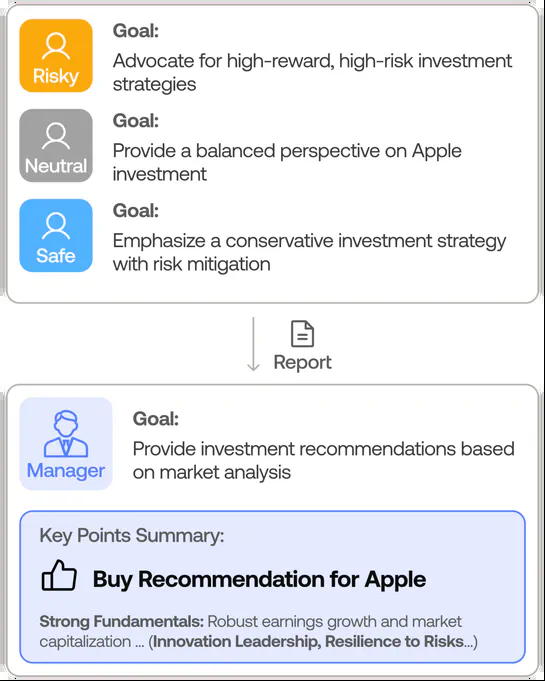 Risky
Goal:
Advocate for high-reward, high-risk investment
strategies
Neutral
Goal:
Provide a balanced perspective on Apple
investment
Safe
Goal:
Emphasize a conservative investment strategy
with risk mitigation
Report
Manager
Goal:
Provide investment recommendations based
on market analysis
Key Points Summary:
Buy Recommendation for Apple
Strong Fundamentals: Robust earnings growth and market
capitalization ... (Innovation Leadership, Resilience to Risks...)